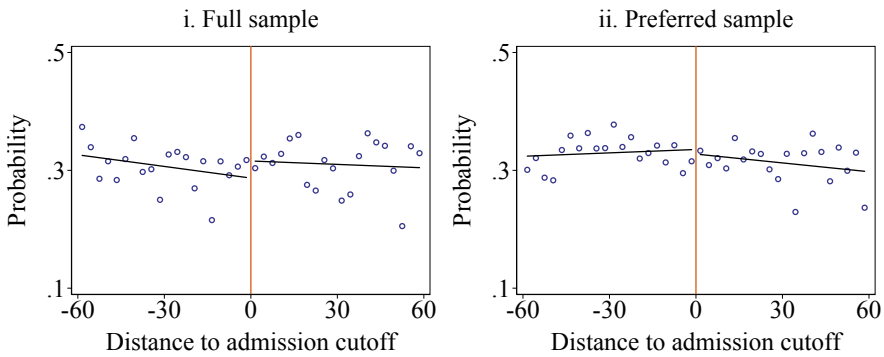 i. Full sample
ii. Preferred sample
Probability
.5
.3
.1
-60
-30
0
30
60
Distance to admission cutoff
Probability
.5
.3
.1
-60
-30
0
30
60
Distance to admission cutoff